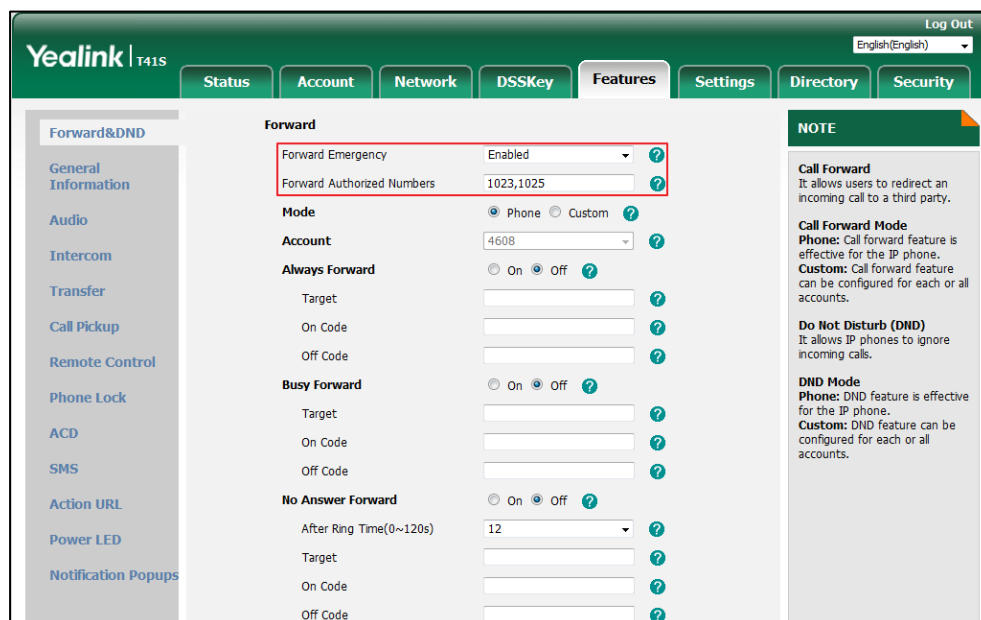 Log Out
Yealink T41S
English(English)
Status Account Network DSSKey Features Settings Directory Security
Forward&DND
General
Information
Audio
Intercom
Transfer
Call Pickup
Remote Control
Phone Lock
ACD
SMS
Action URL
Power LED
Notification Popups
Forward
Forward Emergency Enabled ?
Forward Authorized Numbers 1023,1025 ?
Mode Phone Custom ?
Account 4608 ?
Always Forward On Off ?
Target ?
On Code ?
Off Code ?
Busy Forward On Off ?
Target ?
On Code ?
Off Code ?
No Answer Forward On Off ?
After Ring Time(0~120s) 12 ?
Target ?
On Code ?
Off Code ?
NOTE
Call Forward
It allows users to redirect an
incoming call to a third party.
Call Forward Mode
Phone: Call forward feature is
effective for the IP phone.
Custom: Call forward feature
can be configured for each or all
accounts.
Do Not Disturb (DND)
It allows IP phones to ignore
incoming calls.
DND Mode
Phone: DND feature is effective
for the IP phone.
Custom: DND feature can be
configured for each or all
accounts.